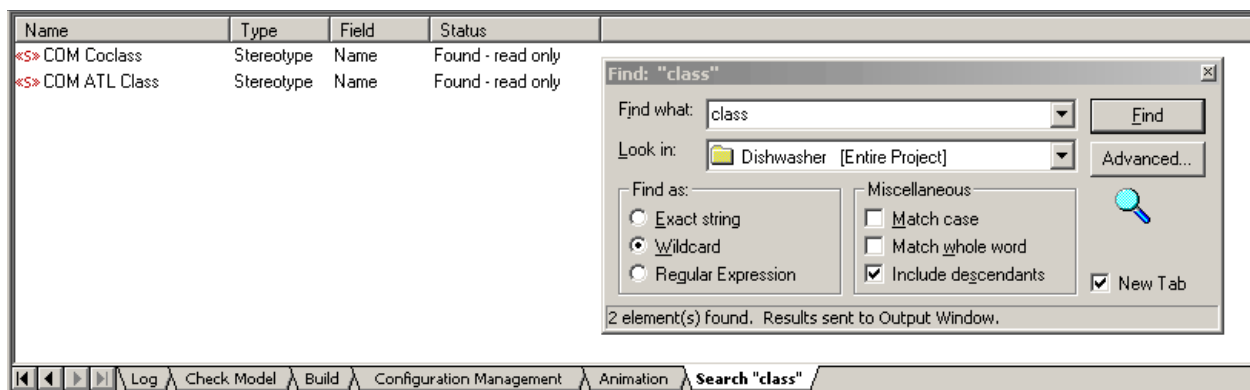 Name Type Field Status
«S» COM Coclass Stereotype Name Found - read only
«S» COM ATL Class Stereotype Name Found - read only
Find: "class"
Find what: class Find
Look in: Dishwasher [Entire Project] Advanced...
Find as: Miscellaneous
Exact string Match case
Wildcard Match whole word
Regular Expression Include descendants New Tab
2 element(s) found. Results sent to Output Window.
Log Check Model Build Configuration Management Animation Search "class"